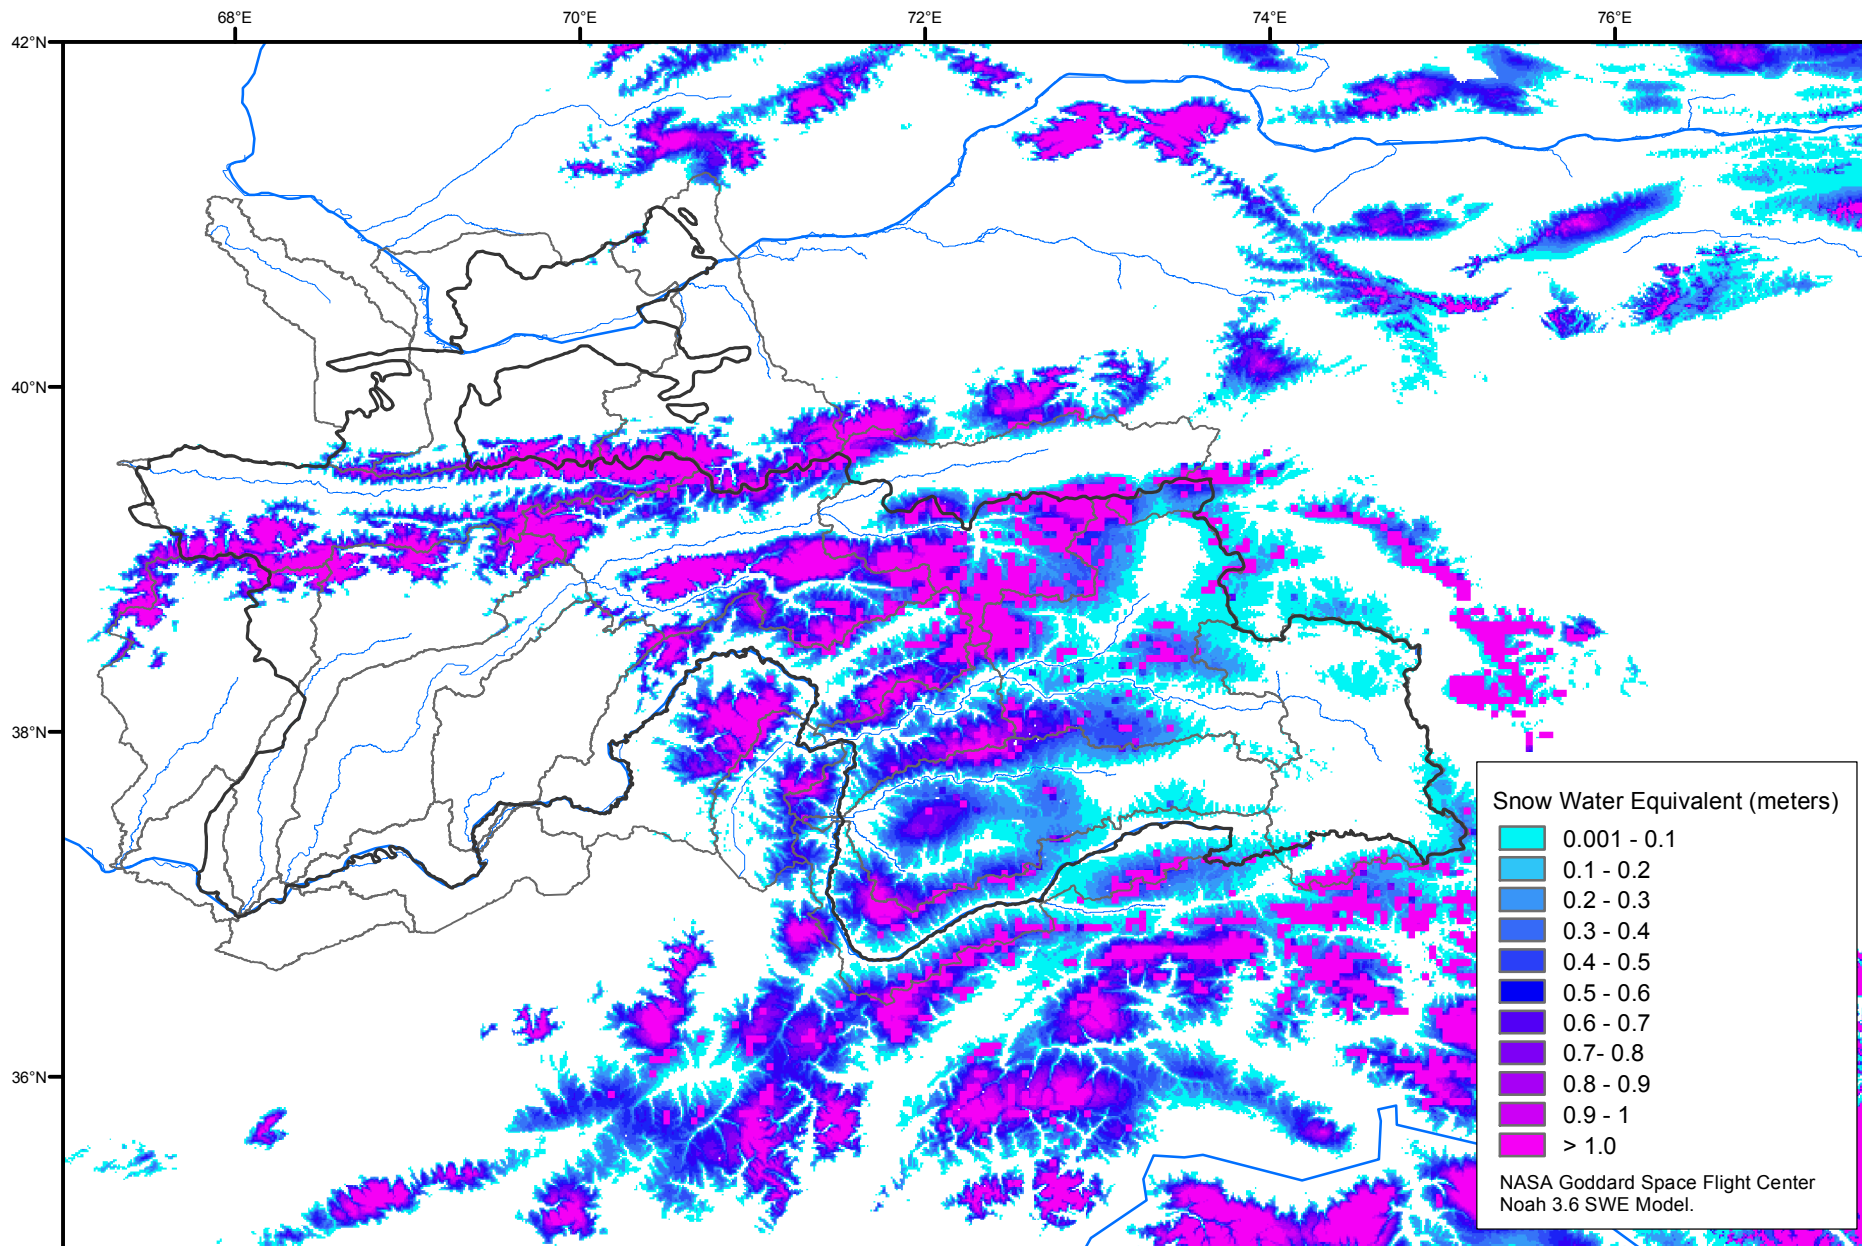 68°E
70°E
72°E
74°E
76°E
42°N
40°N
38°N
36°N
Snow Water Equivalent (meters)
0.001 - 0.1
0.1 - 0.2
0.2 - 0.3
0.3 - 0.4
0.4 - 0.5
0.5 - 0.6
0.6 - 0.7
0.7- 0.8
0.8 - 0.9
0.9 - 1
> 1.0
NASA Goddard Space Flight Center
Noah 3.6 SWE Model.